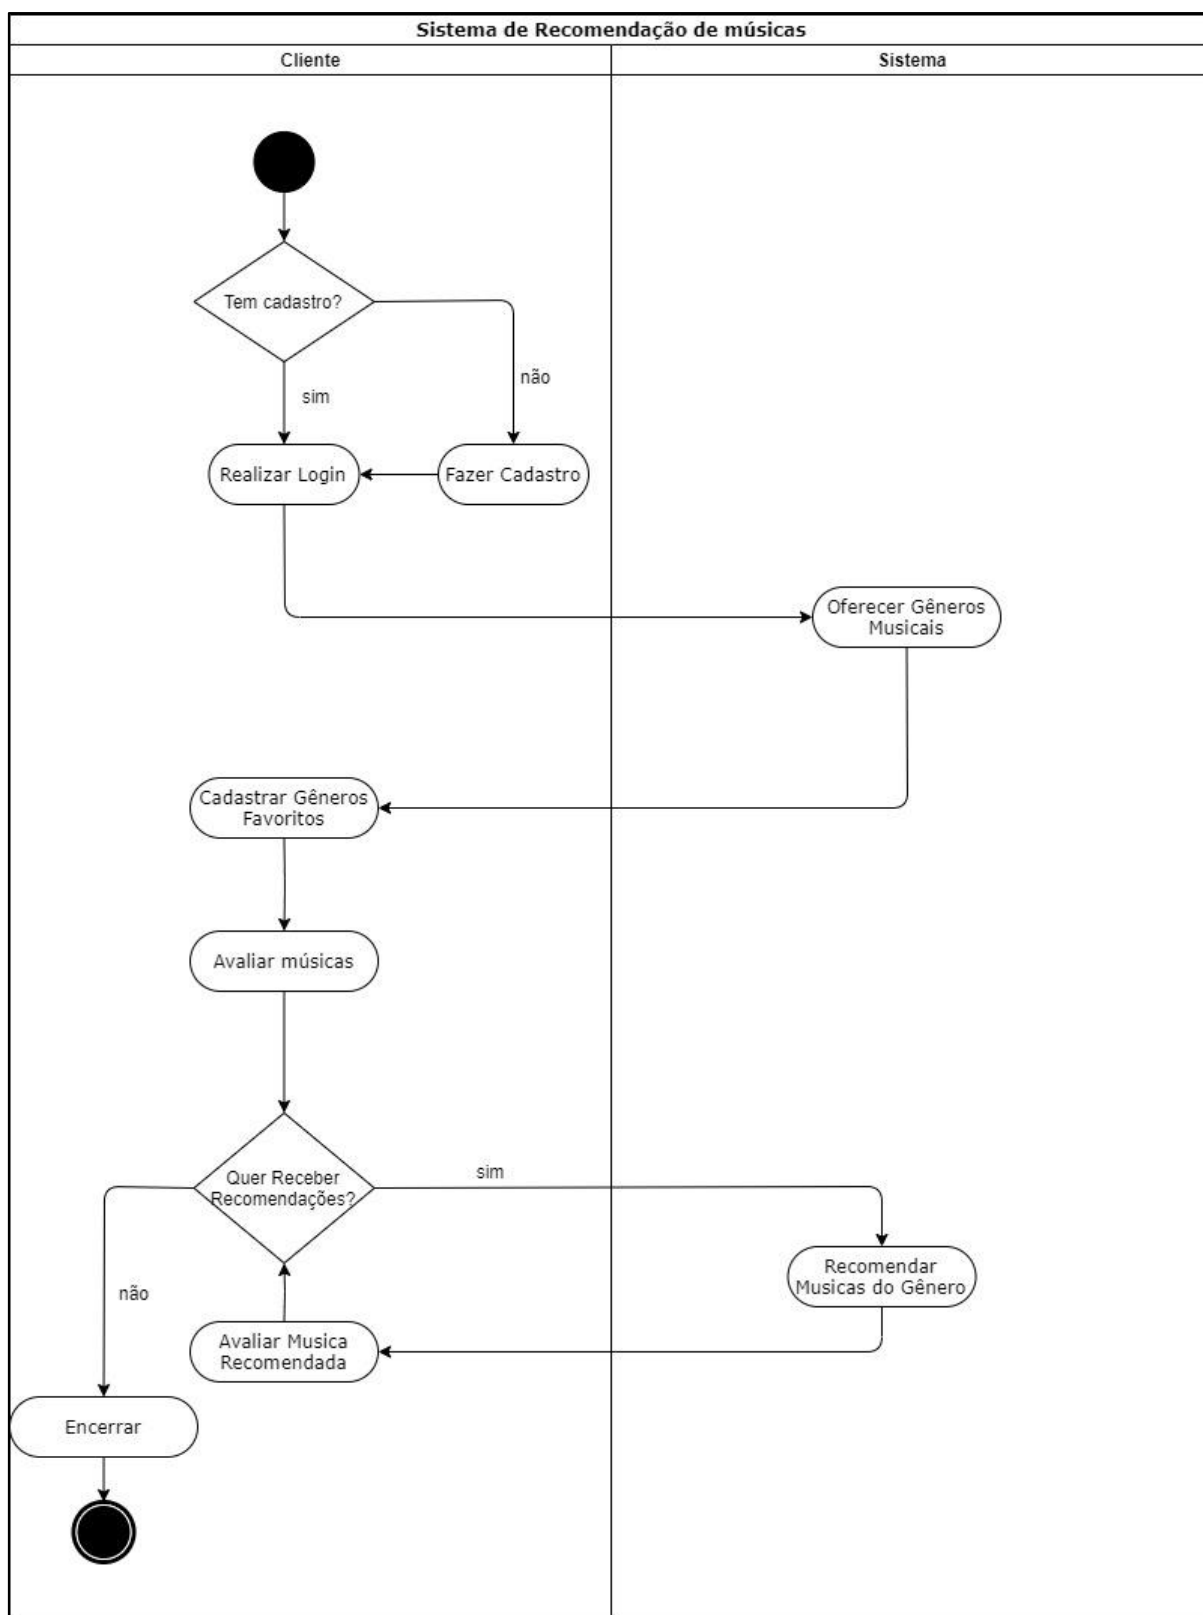 Sistema de Recomendação de músicas
Cliente
Sistema
Tem cadastro?
não
sim
Realizar Login
Fazer Cadastro
Oferecer Gêneros
Musicais
Cadastrar Gêneros
Favoritos
Avaliar músicas
Quer Receber
Recomendações?
sim
não
Recomendar
Musicas do Gênero
Avaliar Musica
Recomendada
Encerrar